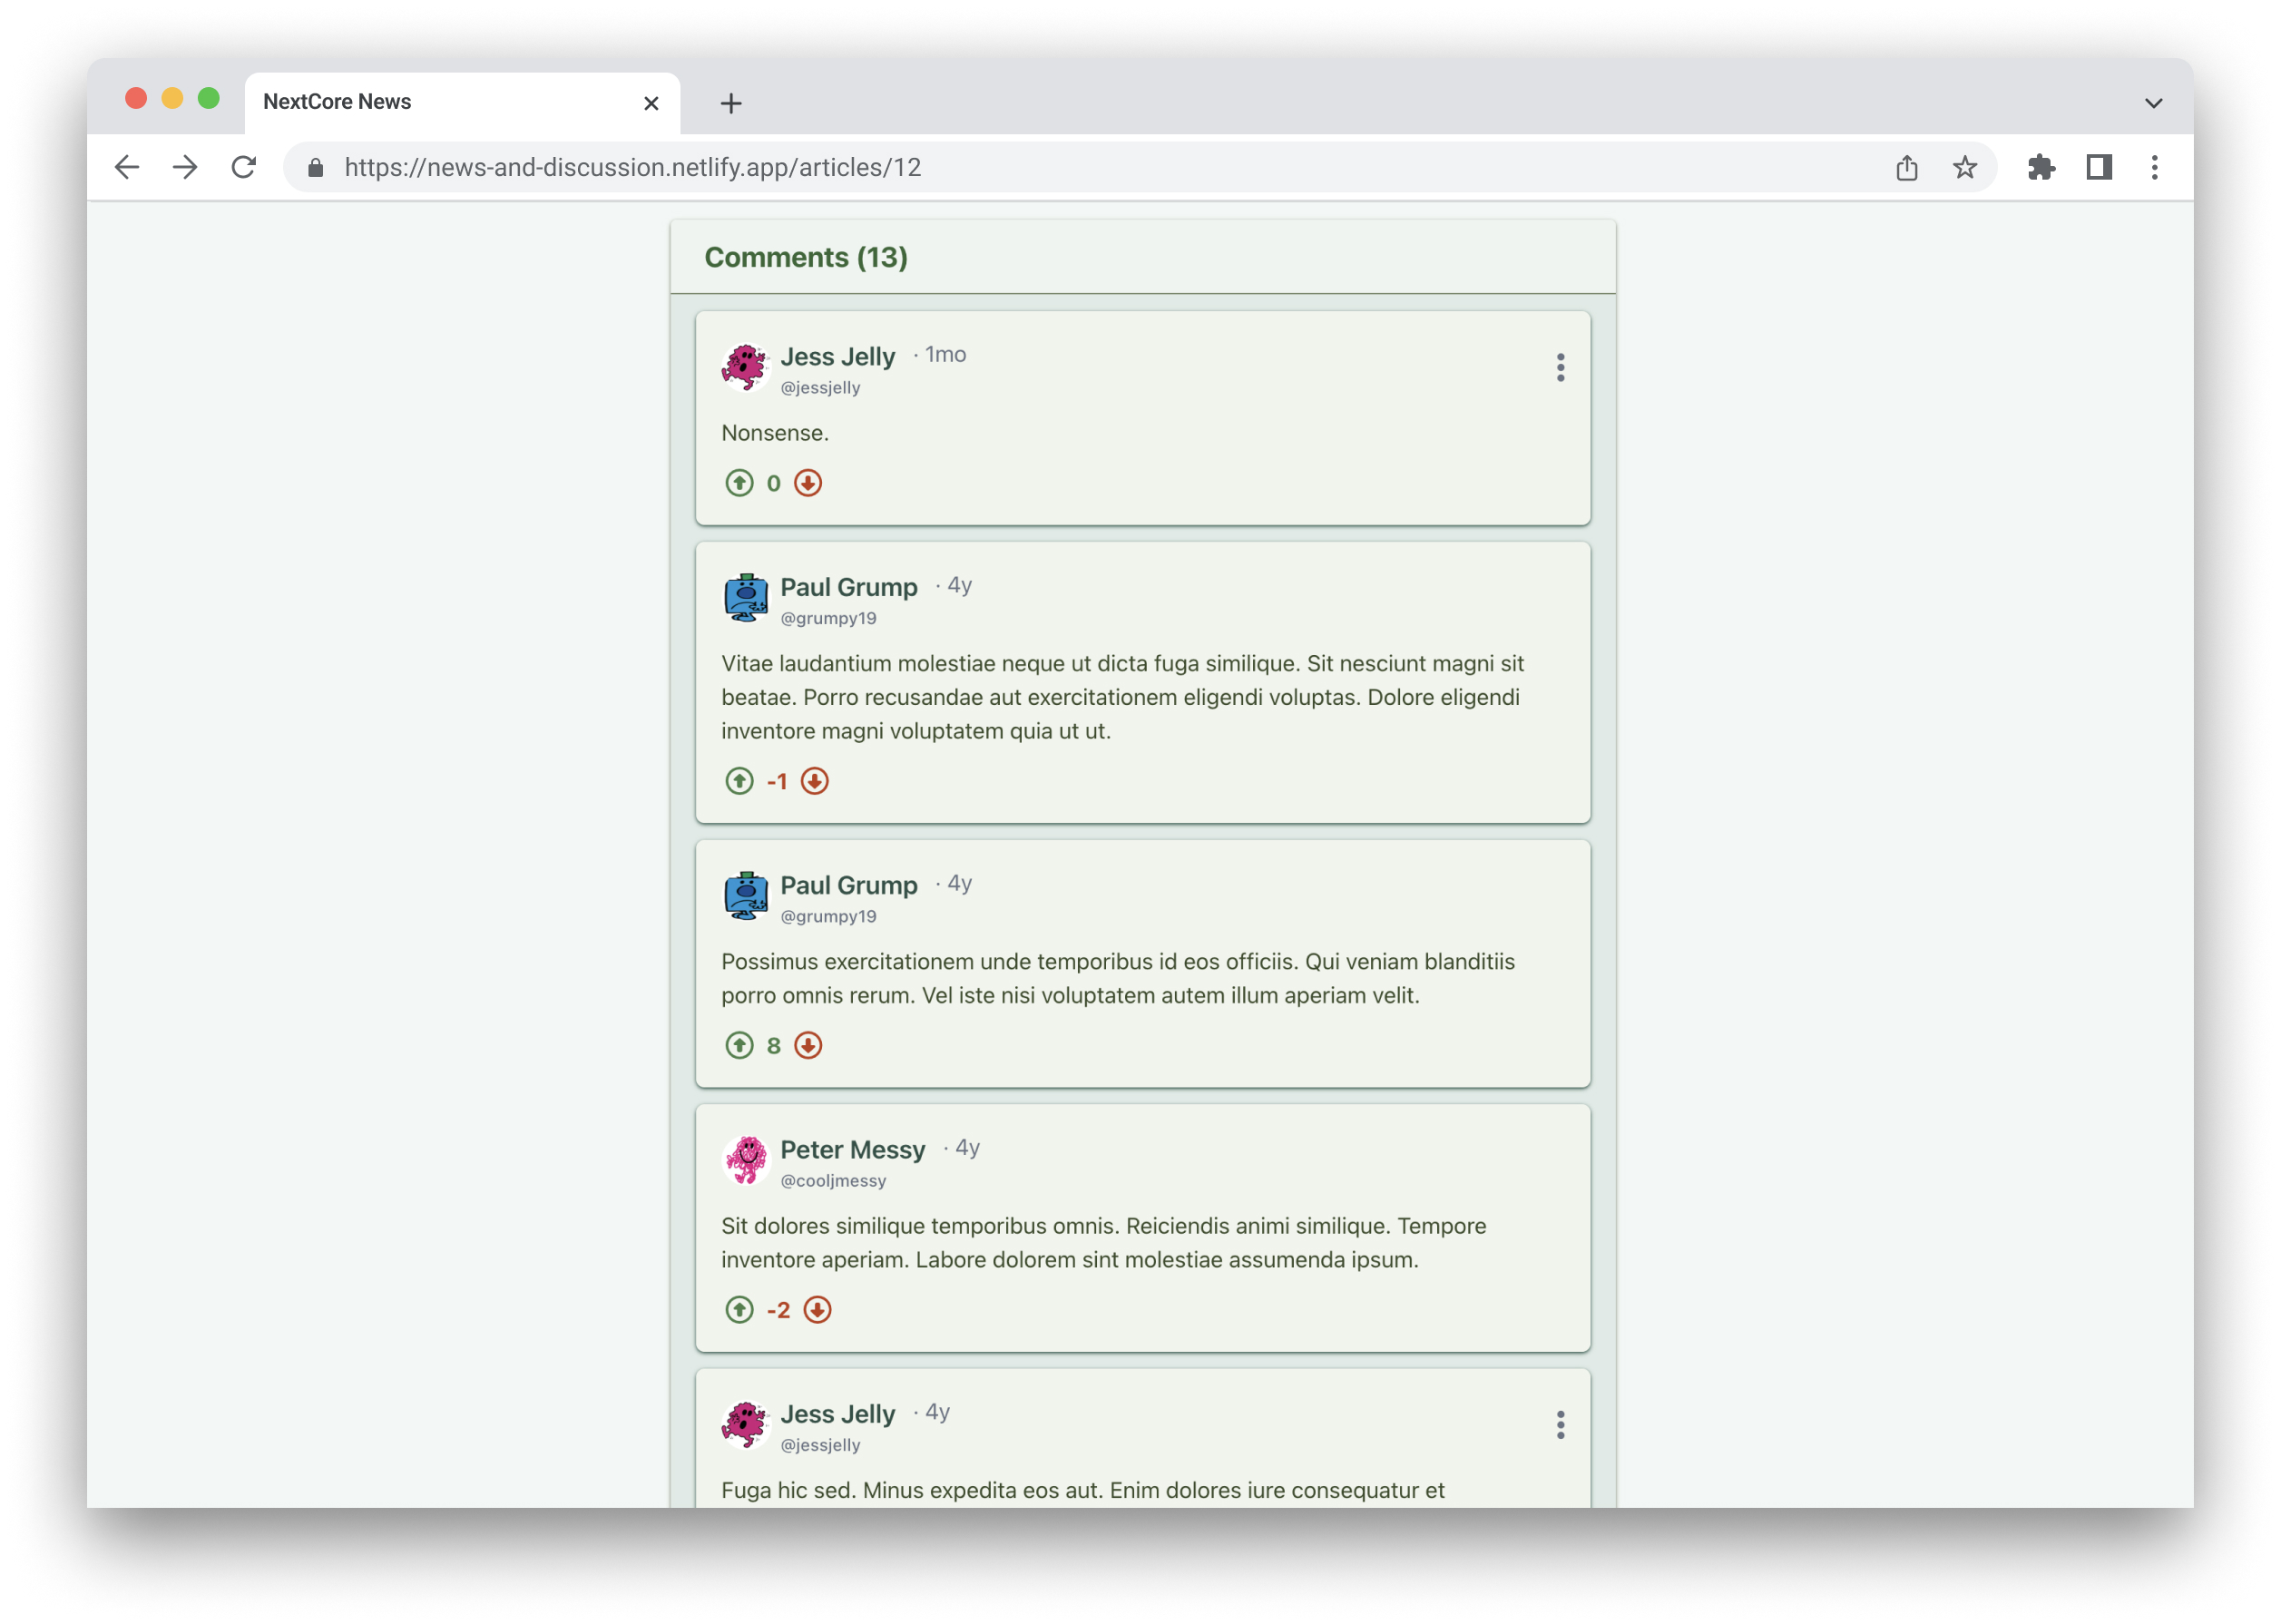 NextCore News
https://news-and-discussion.netlify.app/articles/12
Comments (13)
Jess Jelly · 1mo
@jessjelly
Nonsense.
0
Paul Grump · 4y
@grumpy19
Vitae laudantium molestiae neque ut dicta fuga similique. Sit nesciunt magni sit
beatae. Porro recusandae aut exercitationem eligendi voluptas. Dolore eligendi
inventore magni voluptatem quia ut ut.
-1
Paul Grump · 4y
@grumpy19
Possimus exercitationem unde temporibus id eos officiis. Qui veniam blanditiis
porro omnis rerum. Vel iste nisi voluptatem autem illum aperiam velit.
8
Peter Messy · 4y
@cooljmessy
Sit dolores similique temporibus omnis. Reiciendis animi similique. Tempore
inventore aperiam. Labore dolorem sint molestiae assumenda ipsum.
-2
Jess Jelly · 4y
@jessjelly
Fuga hic sed. Minus expedita eos aut. Enim dolores iure consequatur et